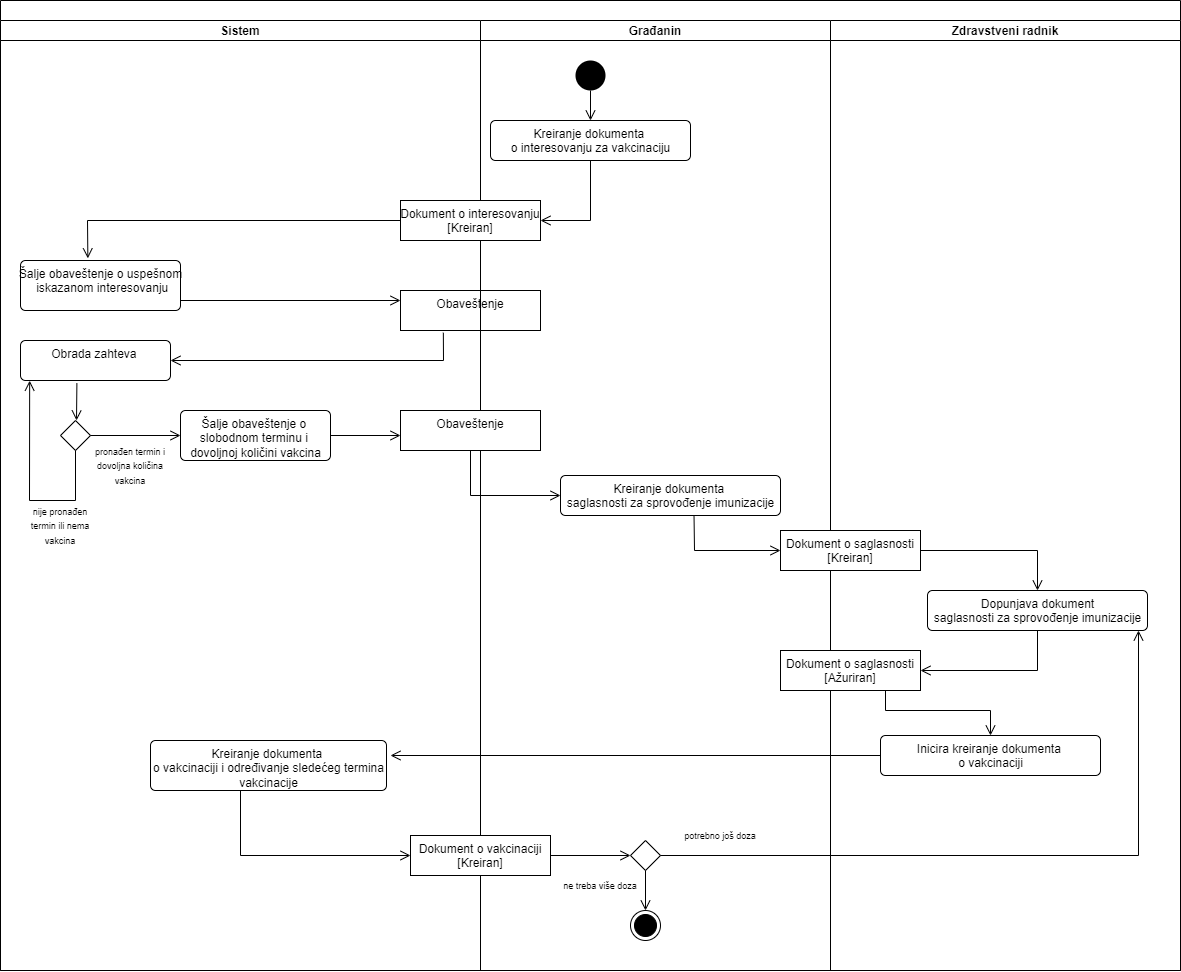 Sistem
Građanin
Zdravstveni radnik
Kreiranje dokumenta
o interesovanju za vakcinaciju
Dokument o interesovanju
[Kreiran]
Šalje obaveštenje o uspešnom
iskazanom interesovanju
Obaveštenje
Obrada zahteva
Šalje obaveštenje o
slobodnom terminu i
dovoljnoj količini vakcina
Obaveštenje
pronađen termin i
dovoljna količina
vakcina
nije pronađen
termin ili nema
vakcina
Kreiranje dokumenta
saglasnosti za sprovođenje imunizacije
Dokument o saglasnosti
[Kreiran]
Dopunjava dokument
saglasnosti za sprovođenje imunizacije
Dokument o saglasnosti
[Ažuriran]
Inicira kreiranje dokumenta
o vakcinaciji
Kreiranje dokumenta
o vakcinaciji i određivanje sledećeg termina
vakcinacije
Dokument o vakcinaciji
[Kreiran]
potrebno još doza
ne treba više doza